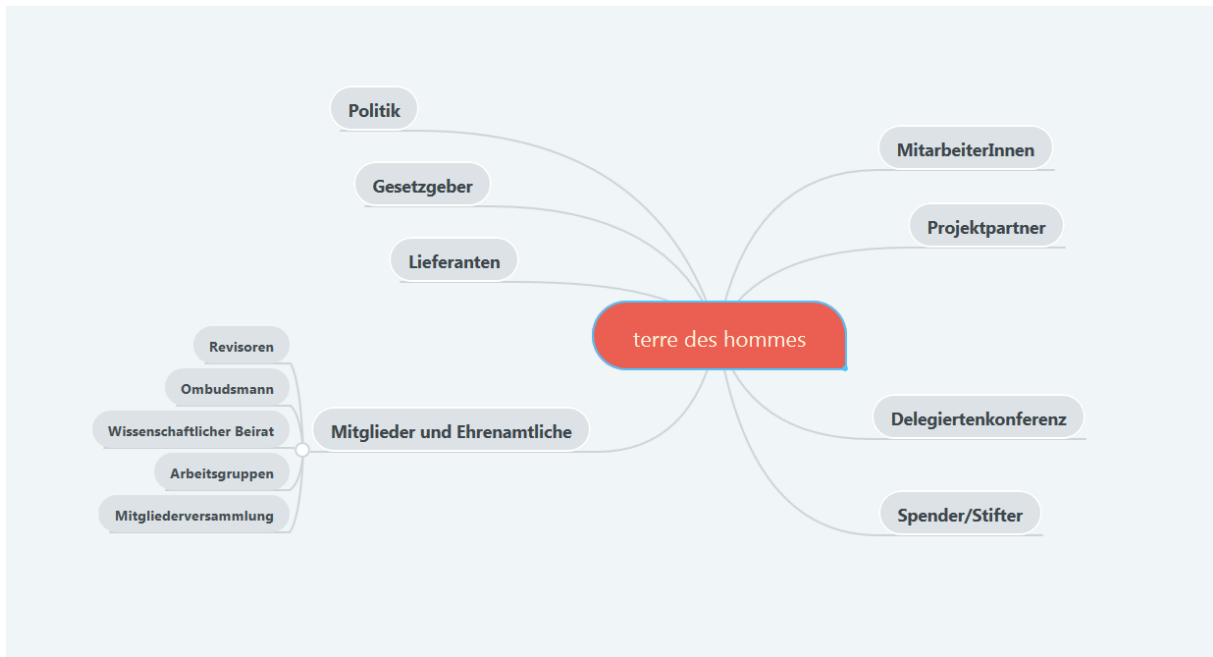 Politik
Gesetzgeber
Lieferanten
MitarbeiterInnen
Projektpartner
terre des hommes
Revisoren
Ombudsmann
Wissenschaftlicher Beirat
Arbeitsgruppen
Mitgliederversammlung
Mitglieder und Ehrenamtliche
Delegiertenkonferenz
Spender/Stifter